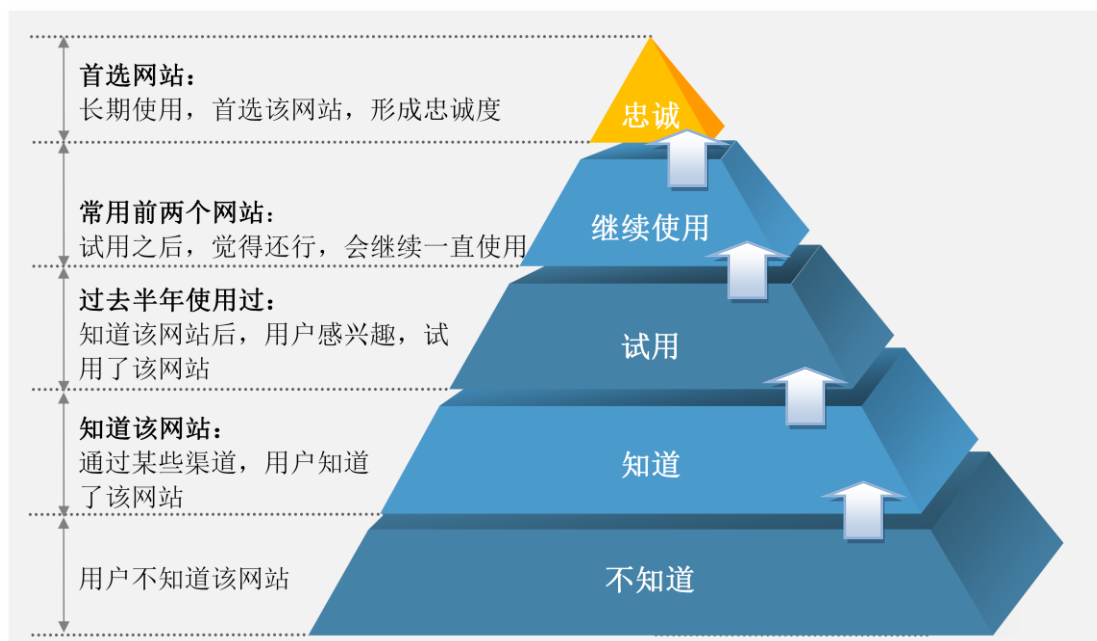 首选网站：
长期使用，首选该网站，形成忠诚度
忠诚
常用前两个网站：
试用之后，觉得还行，会继续一直使用
继续使用
过去半年使用过：
知道该网站后，用户感兴趣，试
用了该网站
试用
知道该网站：
通过某些渠道，用户知道
了该网站
知道
用户不知道该网站
不知道